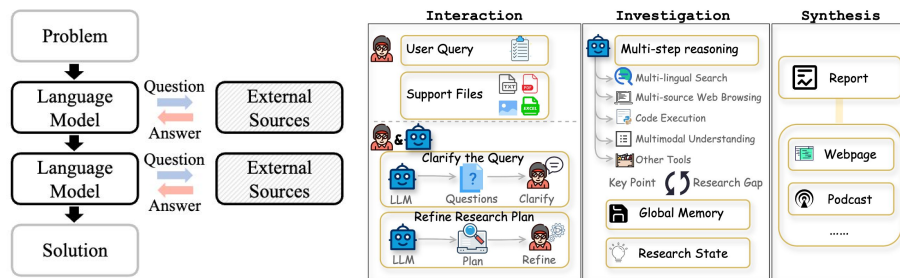 Problem
Language
Model
Question
Answer
External
Sources
Language
Model
Question
Answer
External
Sources
Solution
Interaction
User Query
Support Files
TXT
PDF
EXCEL
&
Clarify the Query
?
LLM
Questions
Clarify
Refine Research Plan
LLM
Plan
Refine
Investigation
Multi-step reasoning
Multi-lingual Search
Multi-source Web Browsing
Code Execution
Multimodal Understanding
Other Tools
Key Point
Research Gap
Global Memory
Research State
Synthesis
Report
Webpage
Podcast
......